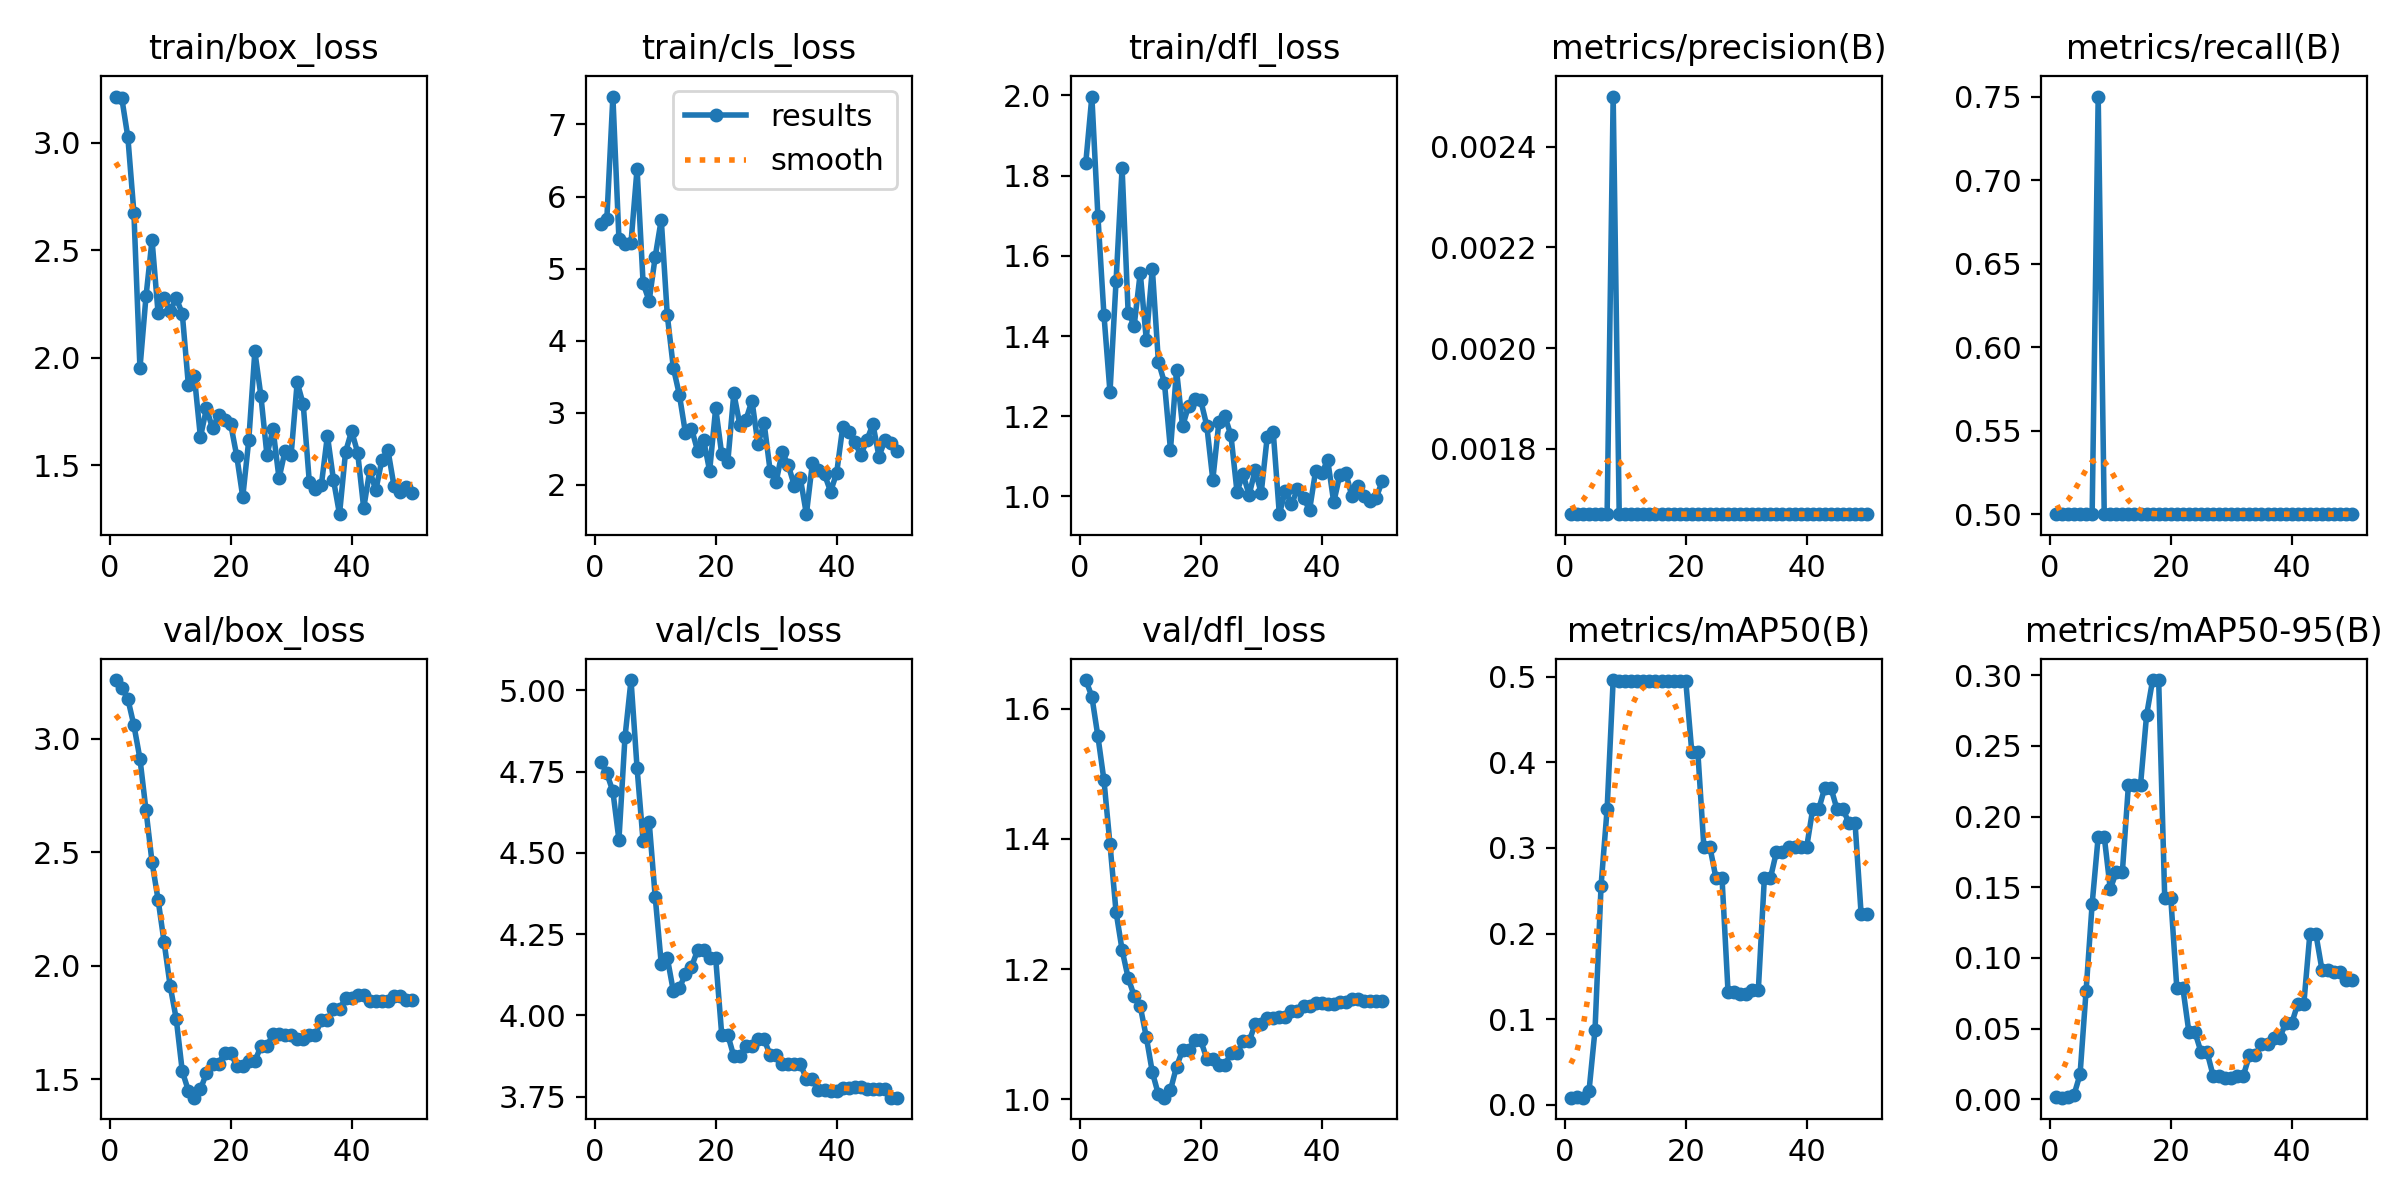 train/box_loss
3.0
2.5
2.0
1.5
0 20 40
train/cls_loss
results
smooth
7
6
5
4
3
2
0 20 40
train/dfl_loss
2.0
1.8
1.6
1.4
1.2
1.0
0 20 40
metrics/precision(B)
0.0024
0.0022
0.0020
0.0018
0 20 40
metrics/recall(B)
0.75
0.70
0.65
0.60
0.55
0.50
0 20 40
val/box_loss
3.0
2.5
2.0
1.5
0 20 40
val/cls_loss
5.00
4.75
4.50
4.25
4.00
3.75
0 20 40
val/dfl_loss
1.6
1.4
1.2
1.0
0 20 40
metrics/mAP50(B)
0.5
0.4
0.3
0.2
0.1
0.0
0 20 40
metrics/mAP50-95(B)
0.30
0.25
0.20
0.15
0.10
0.05
0.00
0 20 40